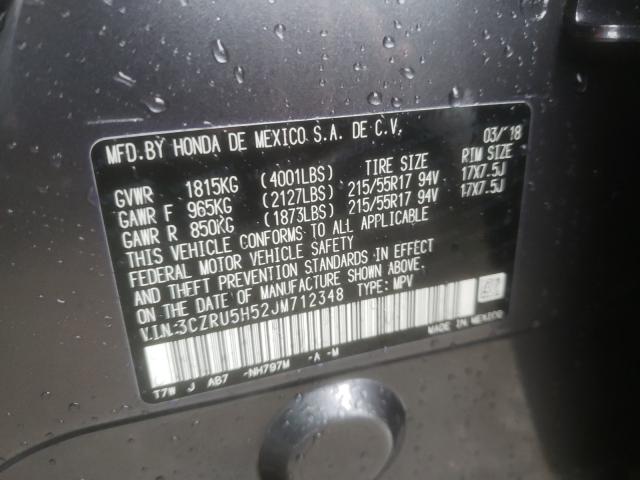 MFD.BY HONDA DE MEXICO S.A. DE C.V. 03/'18
TIRE SIZE RIM SIZE
GVWR 1815KG (4001LBS)
GAWR F 965KG (2127LBS) 215/55R17 94V 17X7.5J
GAWR R 850KG (1873LBS) 215/55R17 94V 17X7.5J
THIS VEHICLE CONFORMS TO ALL APPLICABLE
FEDERAL MOTOR VEHICLE SAFETY
AND THEFT PREVENTION STANDARDS IN EFFECT
ON THE DATE OF MANUFACTURE SHOWN ABOVE.
V.I.N. 3CZRU5H52JM712348 TYPE: MPV
MADE IN MEXICO
T7W J AB7 -NH797M -A -M